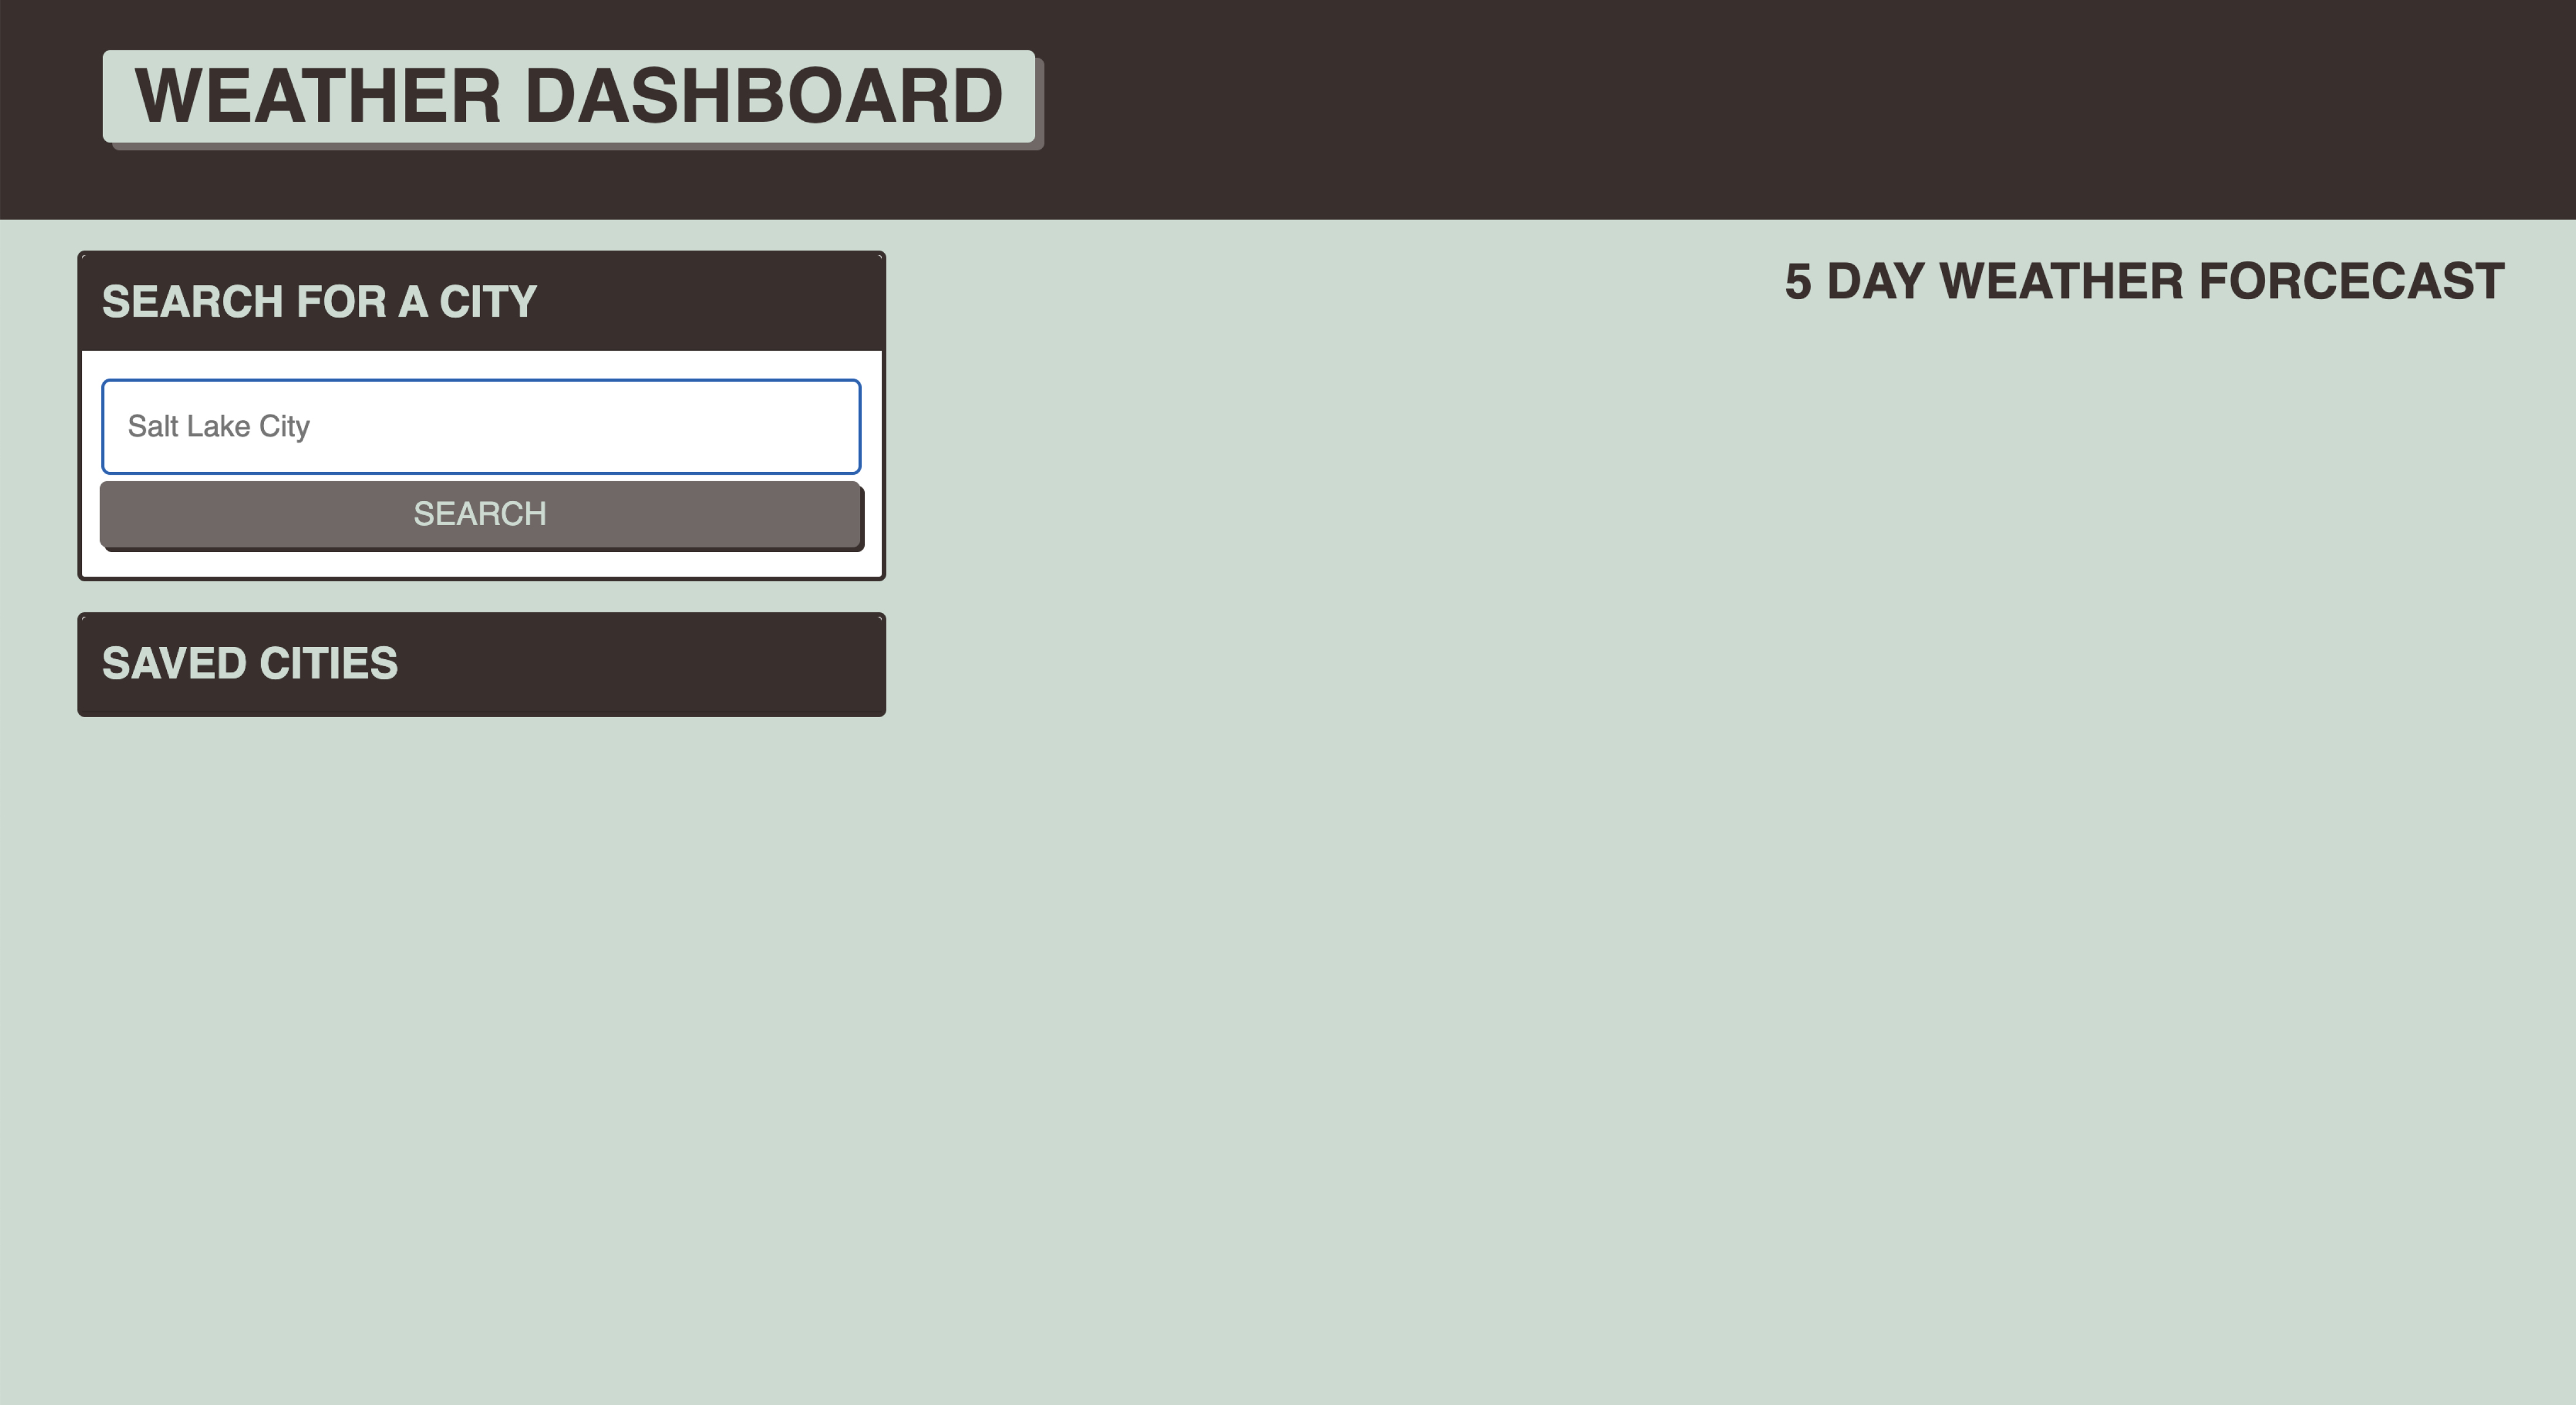 WEATHER DASHBOARD
SEARCH FOR A CITY
Salt Lake City
SEARCH
SAVED CITIES
5 DAY WEATHER FORCECAST